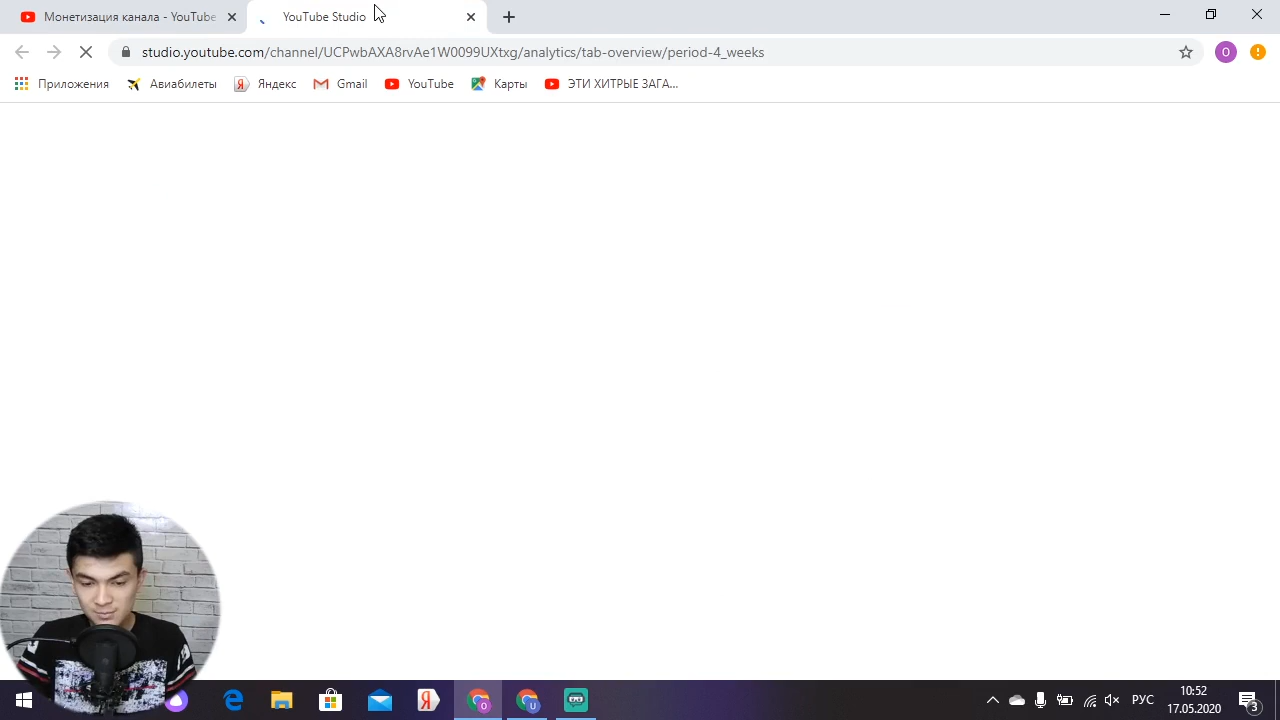 Монетизация канала - YouTube
YouTube Studio
studio.youtube.com/channel/UCPwbAXA8rvAe1W0099UXtxg/analytics/tab-overview/period-4_weeks
О
Приложения
Авиабилеты
Я
Яндекс
Gmail
YouTube
Карты
ЭТИ ХИТРЫЕ ЗАГА...
Я
O
U
РУС
10:52
17.05.2020
3